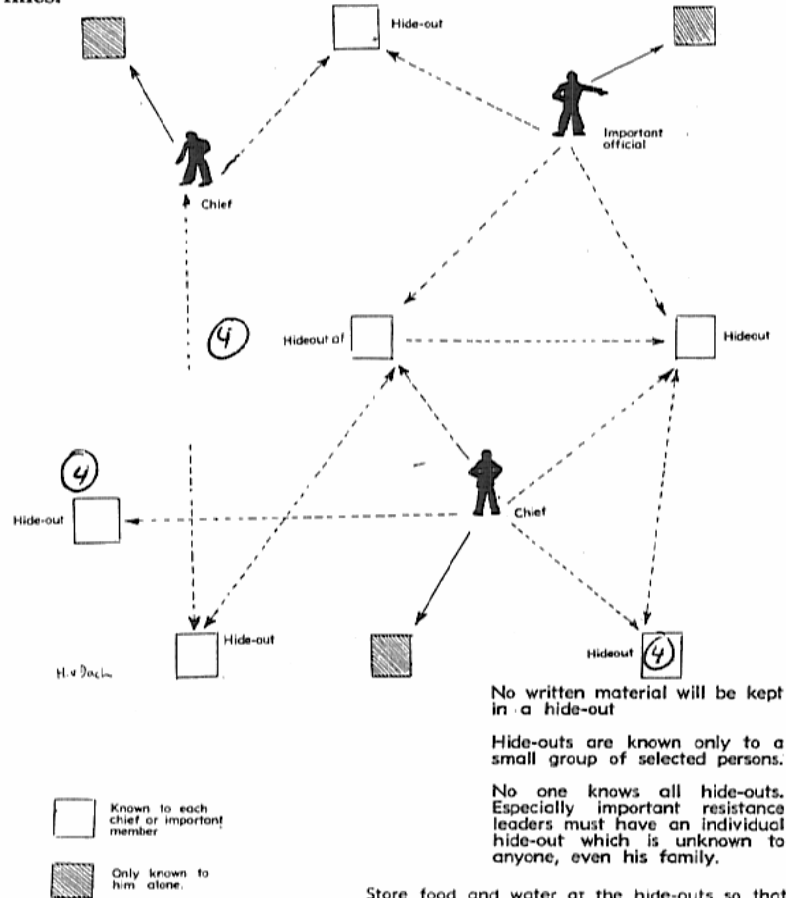 Hide-out
Important
official
Chief
4
Hideout of
Hideout
4
Hide-out
Chief
Hide-out
Hideout
4
H. v Dach
No written material will be kept
in a hide-out
Hide-outs are known only to a
small group of selected persons.
No one knows all hide-outs.
Especially important resistance
leaders must have an individual
hide-out which is unknown to
anyone, even his family.
Known to each
chief or important
member
Only known to
him alone.
Store food and water at the hide-outs so that